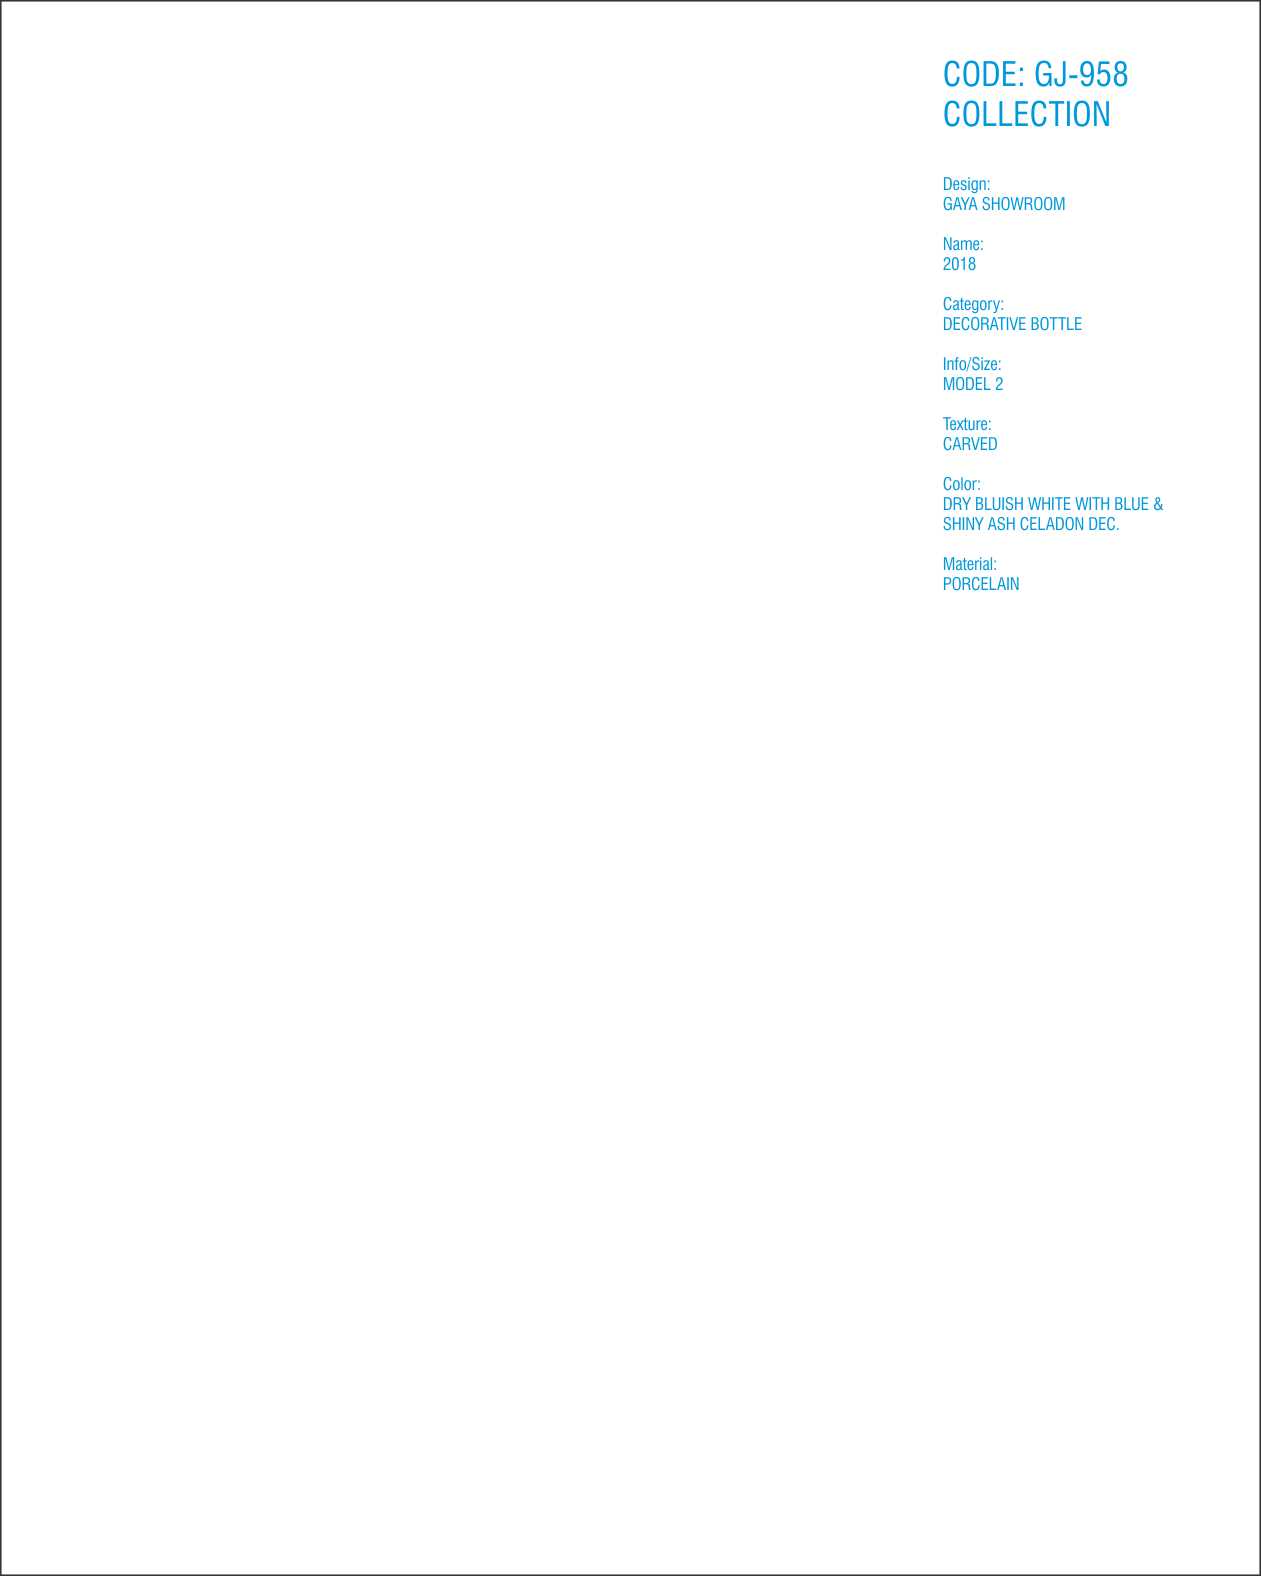 CODE: GJ-958
COLLECTION
Design:
GAYA SHOWROOM
Name:
2018
Category:
DECORATIVE BOTTLE
Info/Size:
MODEL 2
Texture:
CARVED
Color:
DRY BLUISH WHITE WITH BLUE &
SHINY ASH CELADON DEC.
Material:
PORCELAIN